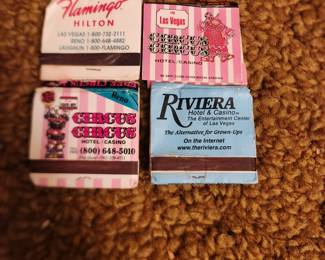 Flamingo
HILTON
LAS VEGAS 1-800-732-2111
RENO 1-800-648-4882
LAUGHLIN 1-800-FLAMINGO
Las Vegas
CIRCUS
CIRCUS
HOTEL/CASINO
Reno
CIRCUS
CIRCUS
HOTEL/CASINO
(800) 648-5010
RIVIERA
Hotel & Casino
The Entertainment Center
of Las Vegas
The Alternative for Grown-Ups
On the Internet
www.theriviera.com